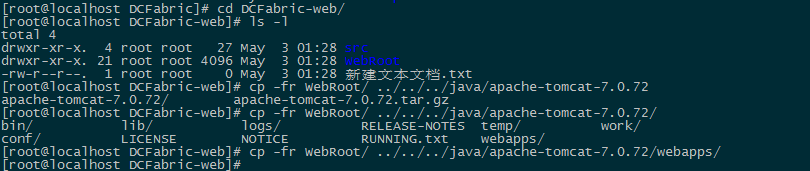 [root@localhost DCFabric]# cd DCFabric-web/
[root@localhost DCFabric-web]# ls -l
total 4
drwxr-xr-x.  4 root root   27 May  3 01:28 src
drwxr-xr-x. 21 root root 4096 May  3 01:28 WebRoot
-rw-r--r--.  1 root root    0 May  3 01:28 新建文本文档.txt
[root@localhost DCFabric-web]# cp -fr WebRoot/ ../../../java/apache-tomcat-7.0.72
apache-tomcat-7.0.72/        apache-tomcat-7.0.72.tar.gz
[root@localhost DCFabric-web]# cp -fr WebRoot/ ../../../java/apache-tomcat-7.0.72/
bin/           lib/           logs/          RELEASE-NOTES  temp/          work/
conf/          LICENSE        NOTICE         RUNNING.txt    webapps/
[root@localhost DCFabric-web]# cp -fr WebRoot/ ../../../java/apache-tomcat-7.0.72/webapps/
[root@localhost DCFabric-web]#